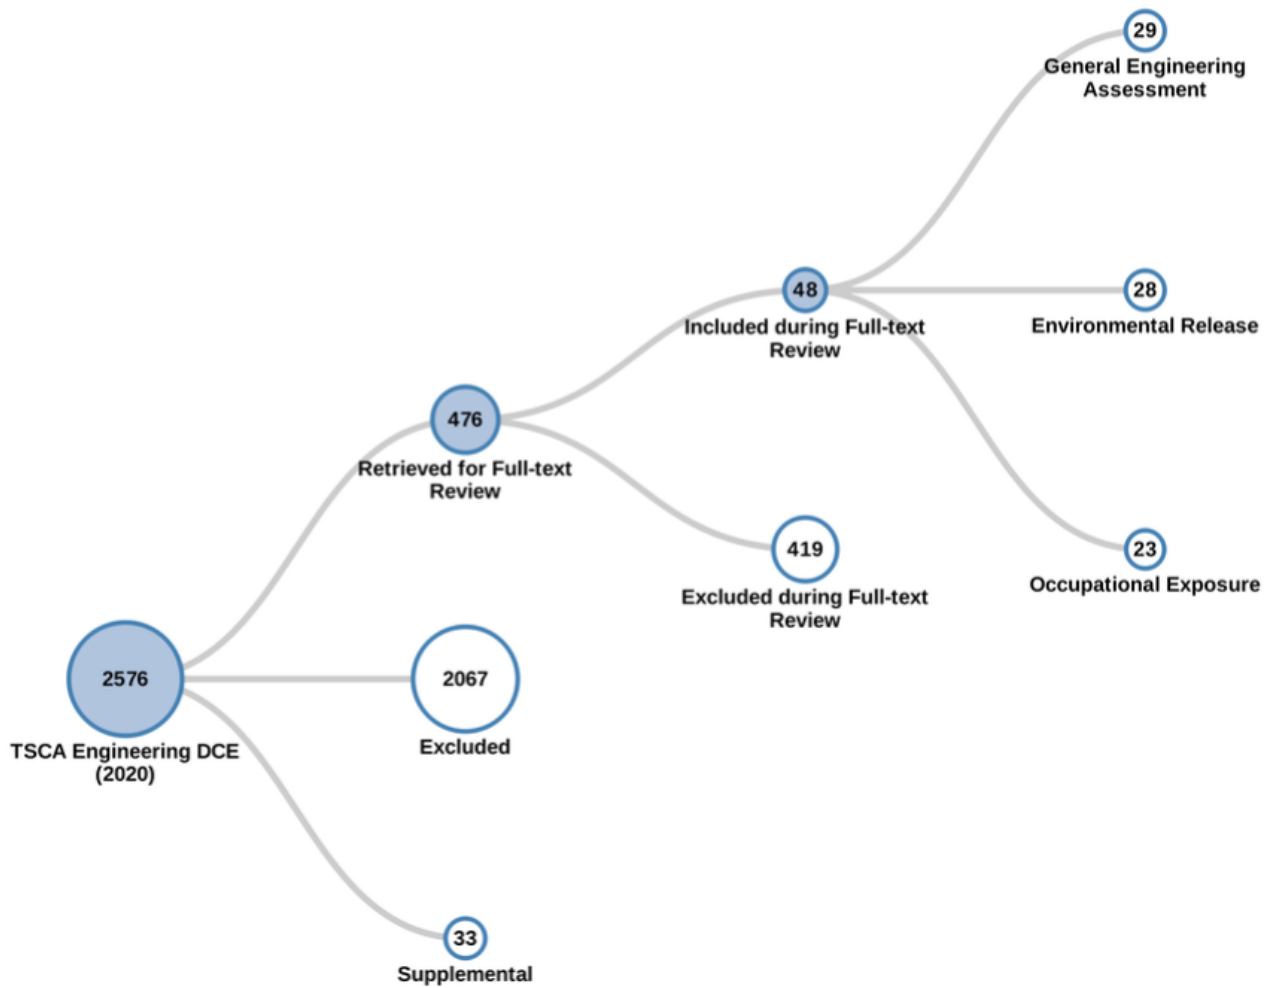 29
General Engineering
Assessment
48
Included during Full-text
Review
28
Environmental Release
476
Retrieved for Full-text
Review
419
Excluded during Full-text
Review
23
Occupational Exposure
2576
TSCA Engineering DCE
(2020)
2067
Excluded
33
Supplemental